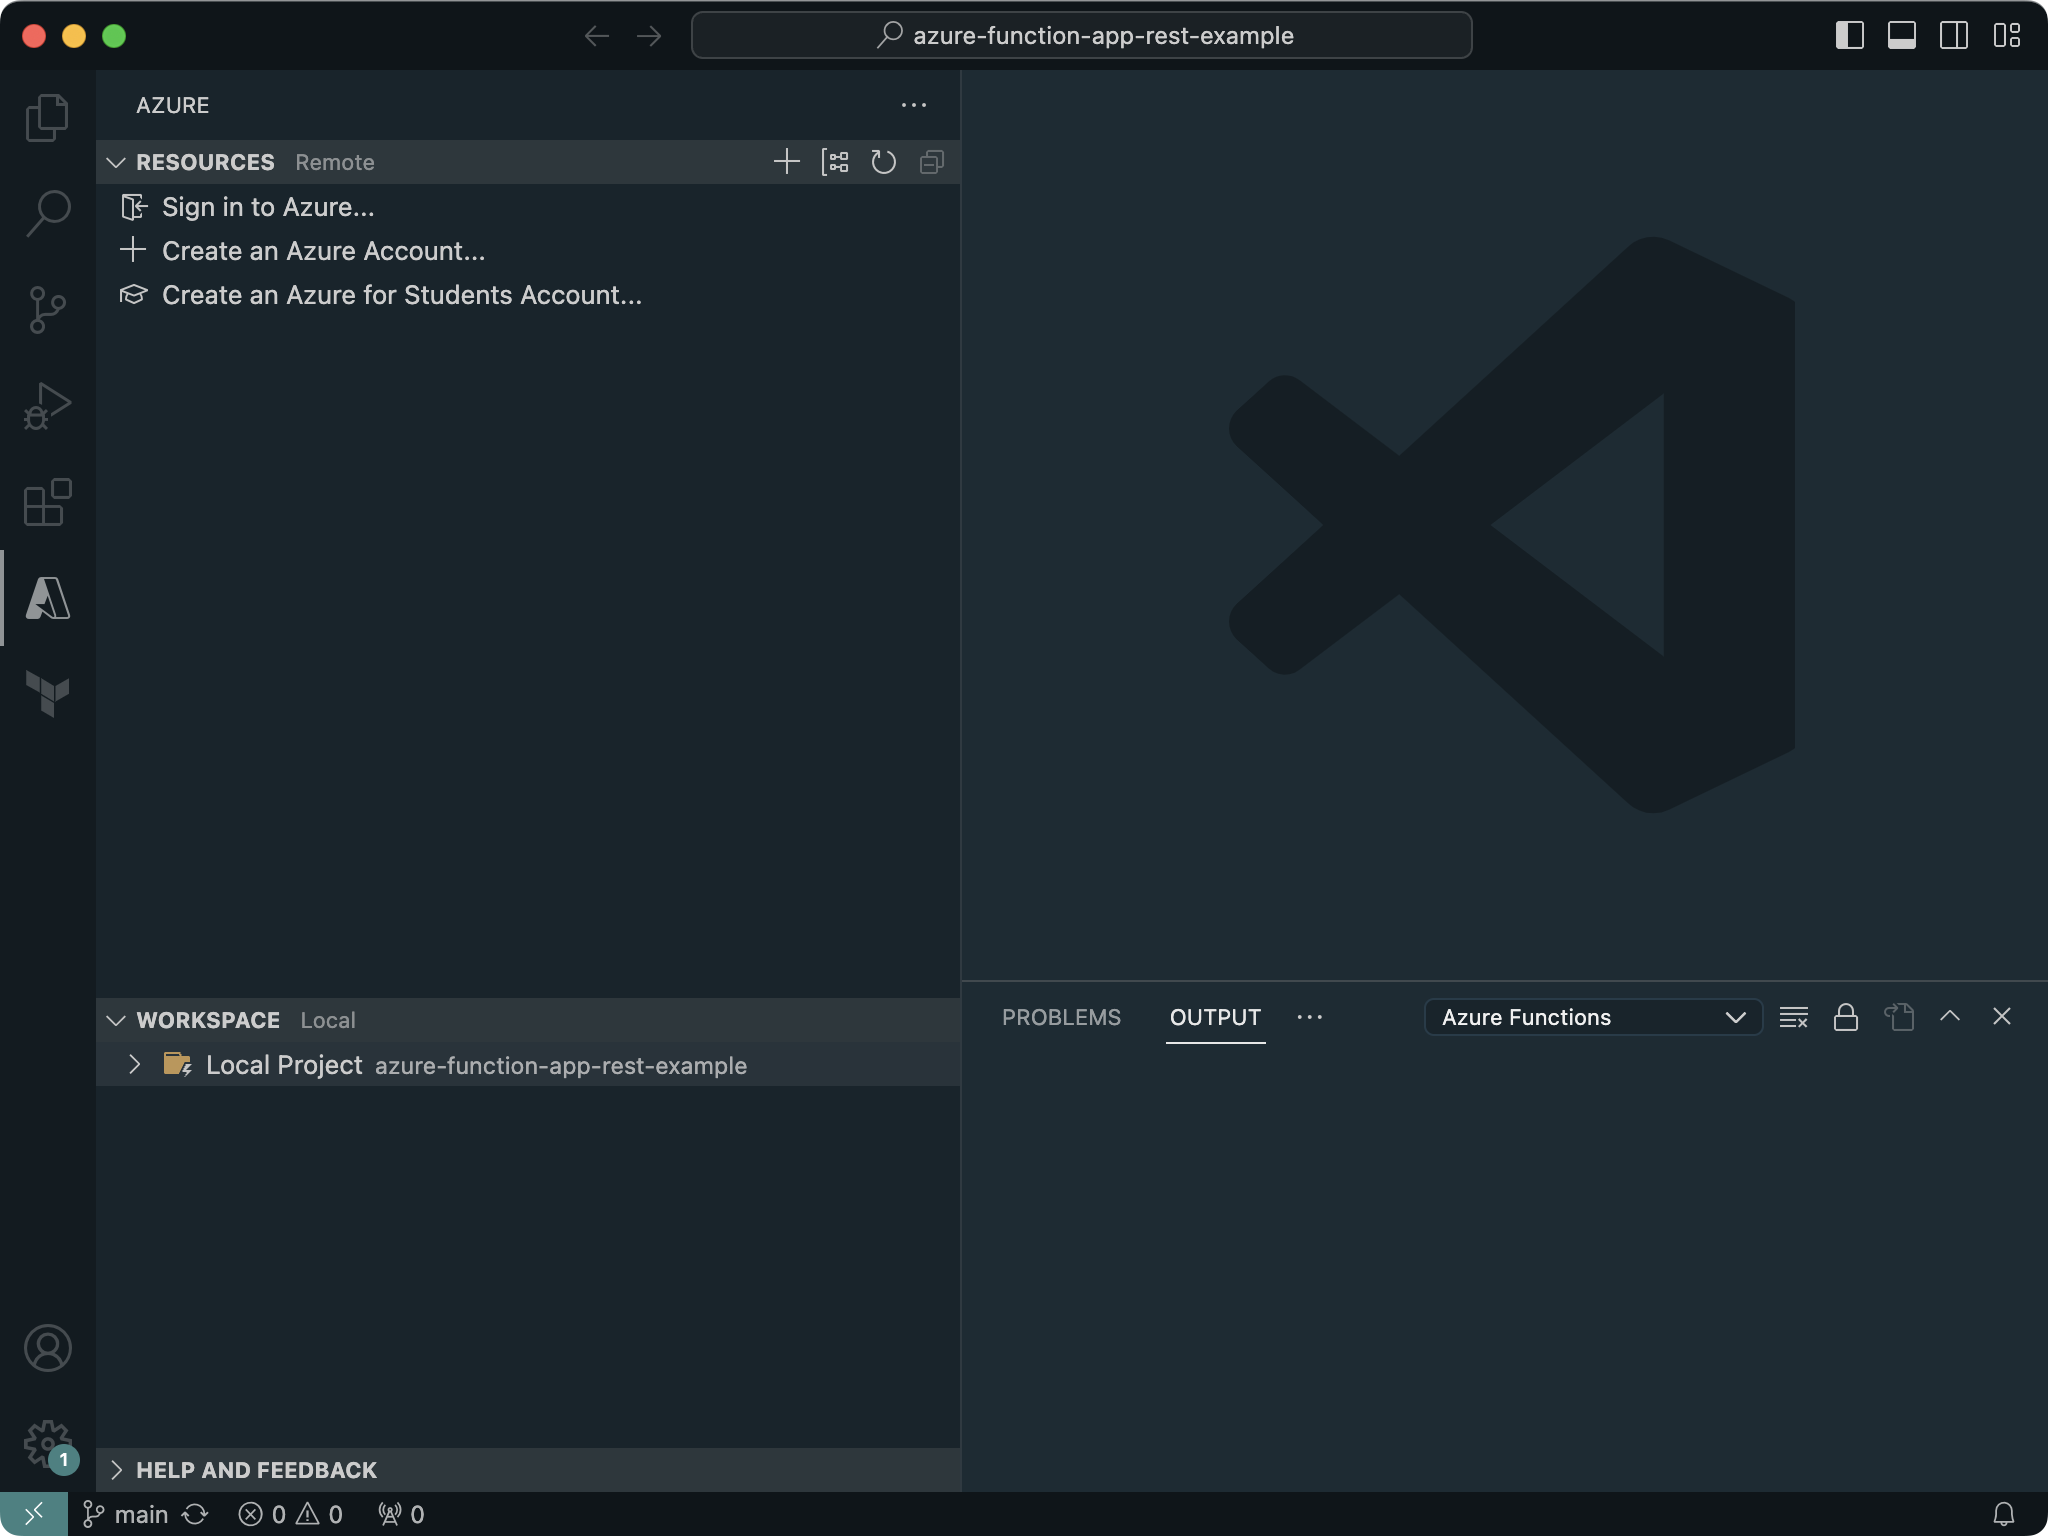 azure-function-app-rest-example
AZURE
RESOURCES Remote
Sign in to Azure...
Create an Azure Account...
Create an Azure for Students Account...
WORKSPACE Local
Local Project azure-function-app-rest-example
HELP AND FEEDBACK
PROBLEMS OUTPUT Azure Functions
1
main 0 0 0